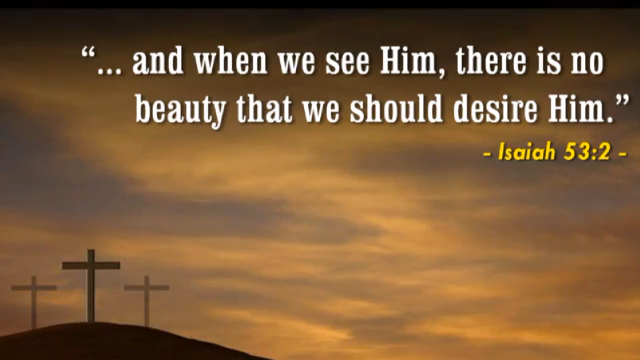 “... and when we see Him, there is no
beauty that we should desire Him.”
- Isaiah 53:2 -